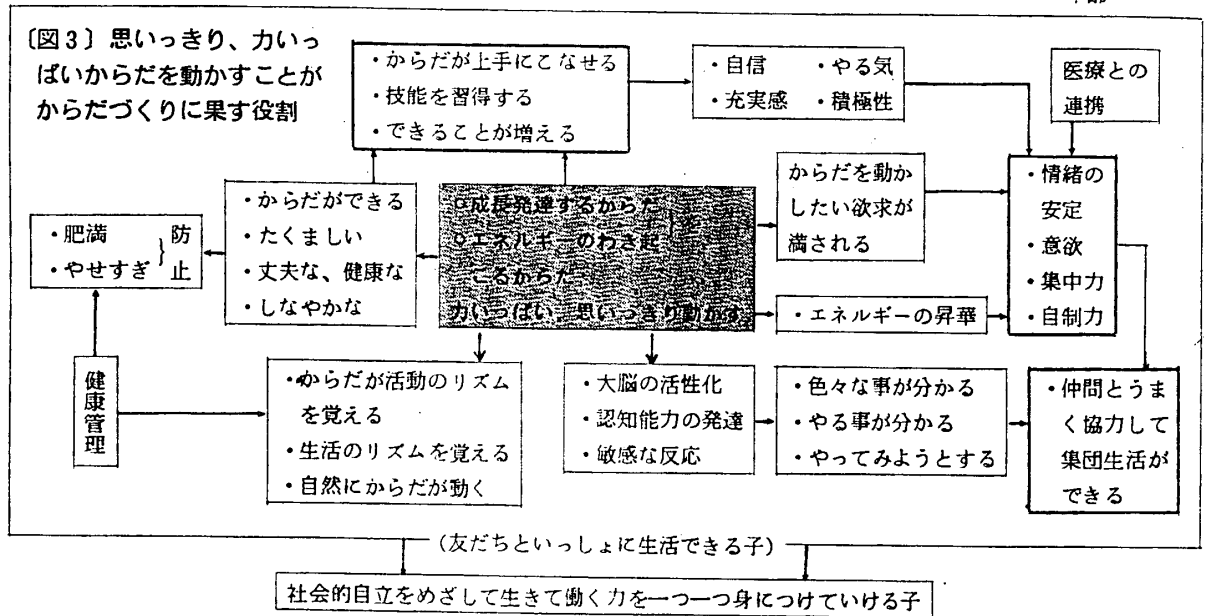 〔図3〕思いっきり、力いっ
ぱいからだを動かすことが
からだづくりに果す役割
・からだが上手にこなせる
・技能を習得する
・できることが増える
・自信 ・やる気
・充実感 ・積極性
医療との
連携
・肥満
・やせすぎ
} 防止
・からだができる
・たくましい
・丈夫な、健康な
・しなやかな
○成長発達するからだ
○エネルギーのわき起
こるからだ
力いっぱい、思いっきり動かす
からだを動か
したい欲求が
満される
・エネルギーの昇華
・情緒の
安定
・意欲
・集中力
・自制力
健康管理
・からだが活動のリズム
を覚える
・生活のリズムを覚える
・自然にからだが動く
・大脳の活性化
・認知能力の発達
・敏感な反応
・色々な事が分かる
・やる事が分かる
・やってみようとする
・仲間とうま
く協力して
集団生活が
できる
(友だちといっしょに生活できる子)
社会的自立をめざして生きて働く力を一つ一つ身につけていける子